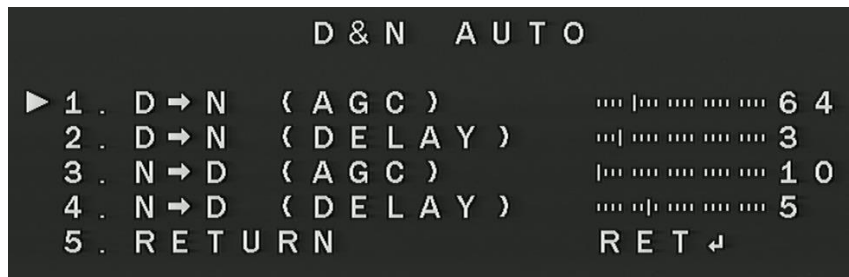 D&N AUTO
1. D→N (AGC) 64
2. D→N (DELAY) 3
3. N→D (AGC) 10
4. N→D (DELAY) 5
5. RETURN RET↲